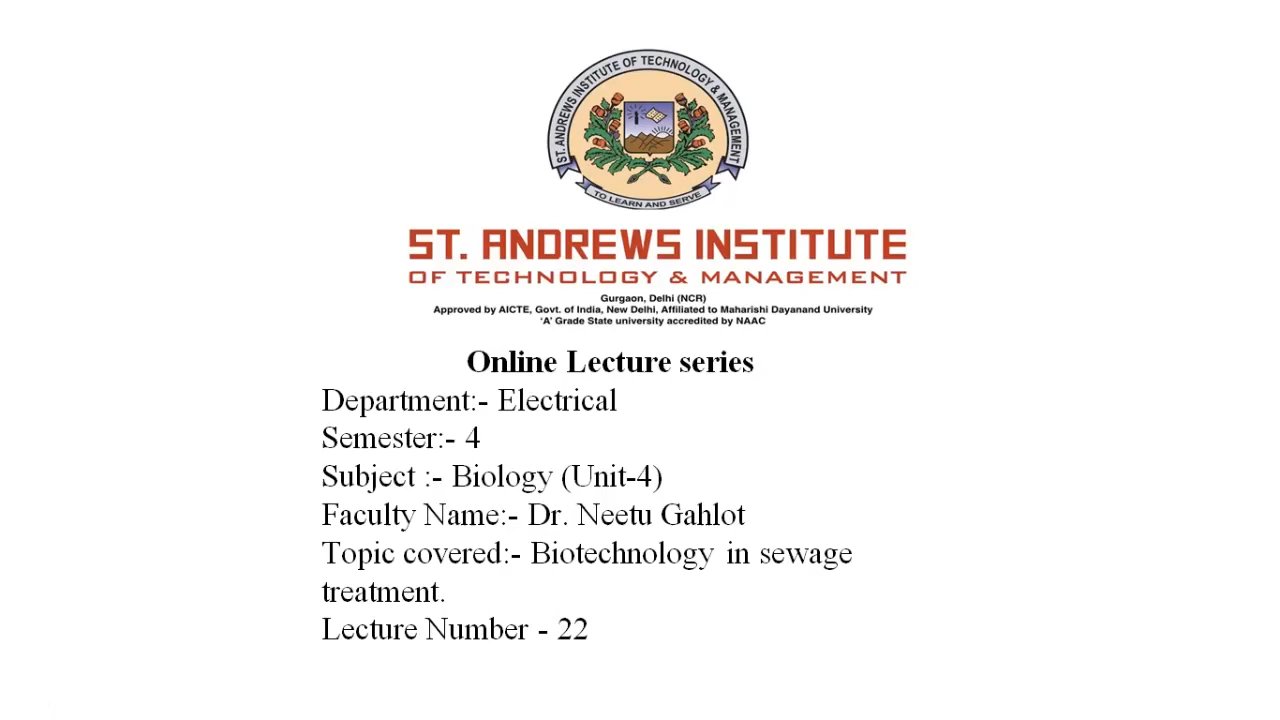 ST. ANDREWS INSTITUTE OF TECHNOLOGY & MANAGEMENT
TO LEARN AND SERVE
ST. ANDREWS INSTITUTE
OF TECHNOLOGY & MANAGEMENT
Gurgaon, Delhi (NCR)
Approved by AICTE, Govt. of India, New Delhi, Affiliated to Maharishi Dayanand University
'A' Grade State university accredited by NAAC
Online Lecture series
Department:- Electrical
Semester:- 4
Subject :- Biology (Unit-4)
Faculty Name:- Dr. Neetu Gahlot
Topic covered:- Biotechnology in sewage
treatment.
Lecture Number - 22